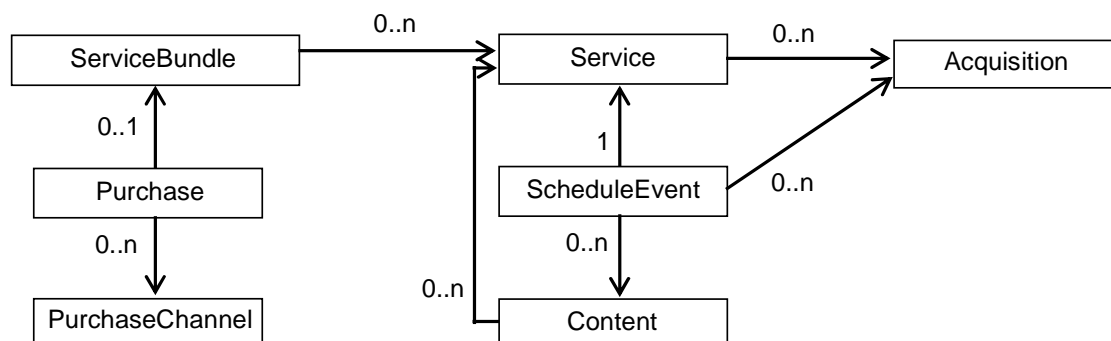 0..n
0..n
ServiceBundle
Service
Acquisition
0..1
1
Purchase
ScheduleEvent
0..n
0..n
0..n
0..n
PurchaseChannel
Content